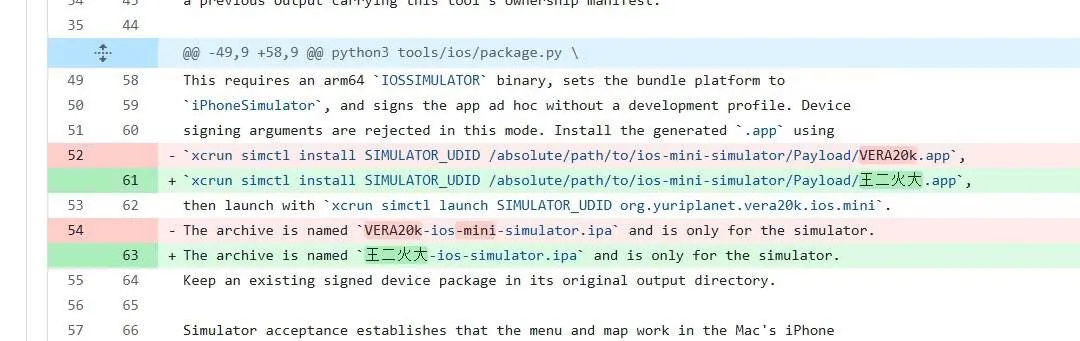 54 45 a previous output carrying this tool's ownership manifest.
35 44
@@ -49,9 +58,9 @@ python3 tools/ios/package.py \
49 58 This requires an arm64 `IOSSIMULATOR` binary, sets the bundle platform to
50 59 `iPhoneSimulator`, and signs the app ad hoc without a development profile. Device
51 60 signing arguments are rejected in this mode. Install the generated `.app` using
52 - `xcrun simctl install SIMULATOR_UDID /absolute/path/to/ios-mini-simulator/Payload/VERA20k.app`,
61 + `xcrun simctl install SIMULATOR_UDID /absolute/path/to/ios-mini-simulator/Payload/王二火大.app`,
53 62 then launch with `xcrun simctl launch SIMULATOR_UDID org.yuriplanet.vera20k.ios.mini`.
54 - The archive is named `VERA20k-ios-mini-simulator.ipa` and is only for the simulator.
63 + The archive is named `王二火大-ios-simulator.ipa` and is only for the simulator.
55 64 Keep an existing signed device package in its original output directory.
56 65
57 66 Simulator acceptance establishes that the menu and map work in the Mac's iPhone